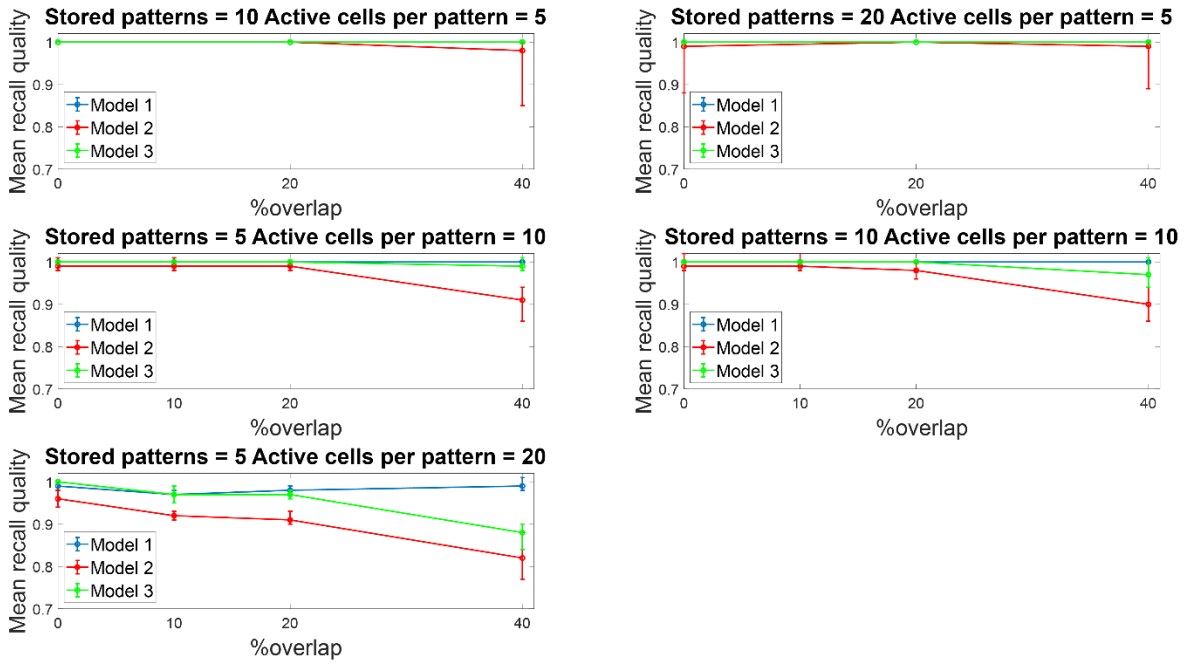 Stored patterns = 10 Active cells per pattern = 5
Mean recall quality
1
0.9
0.8
0.7
Model 1
Model 2
Model 3
0 20 40
%overlap
Stored patterns = 20 Active cells per pattern = 5
Mean recall quality
1
0.9
0.8
0.7
Model 1
Model 2
Model 3
0 20 40
%overlap
Stored patterns = 5 Active cells per pattern = 10
Mean recall quality
1
0.9
0.8
0.7
Model 1
Model 2
Model 3
0 10 20 40
%overlap
Stored patterns = 10 Active cells per pattern = 10
Mean recall quality
1
0.9
0.8
0.7
Model 1
Model 2
Model 3
0 10 20 40
%overlap
Stored patterns = 5 Active cells per pattern = 20
Mean recall quality
1
0.9
0.8
0.7
Model 1
Model 2
Model 3
0 10 20 40
%overlap